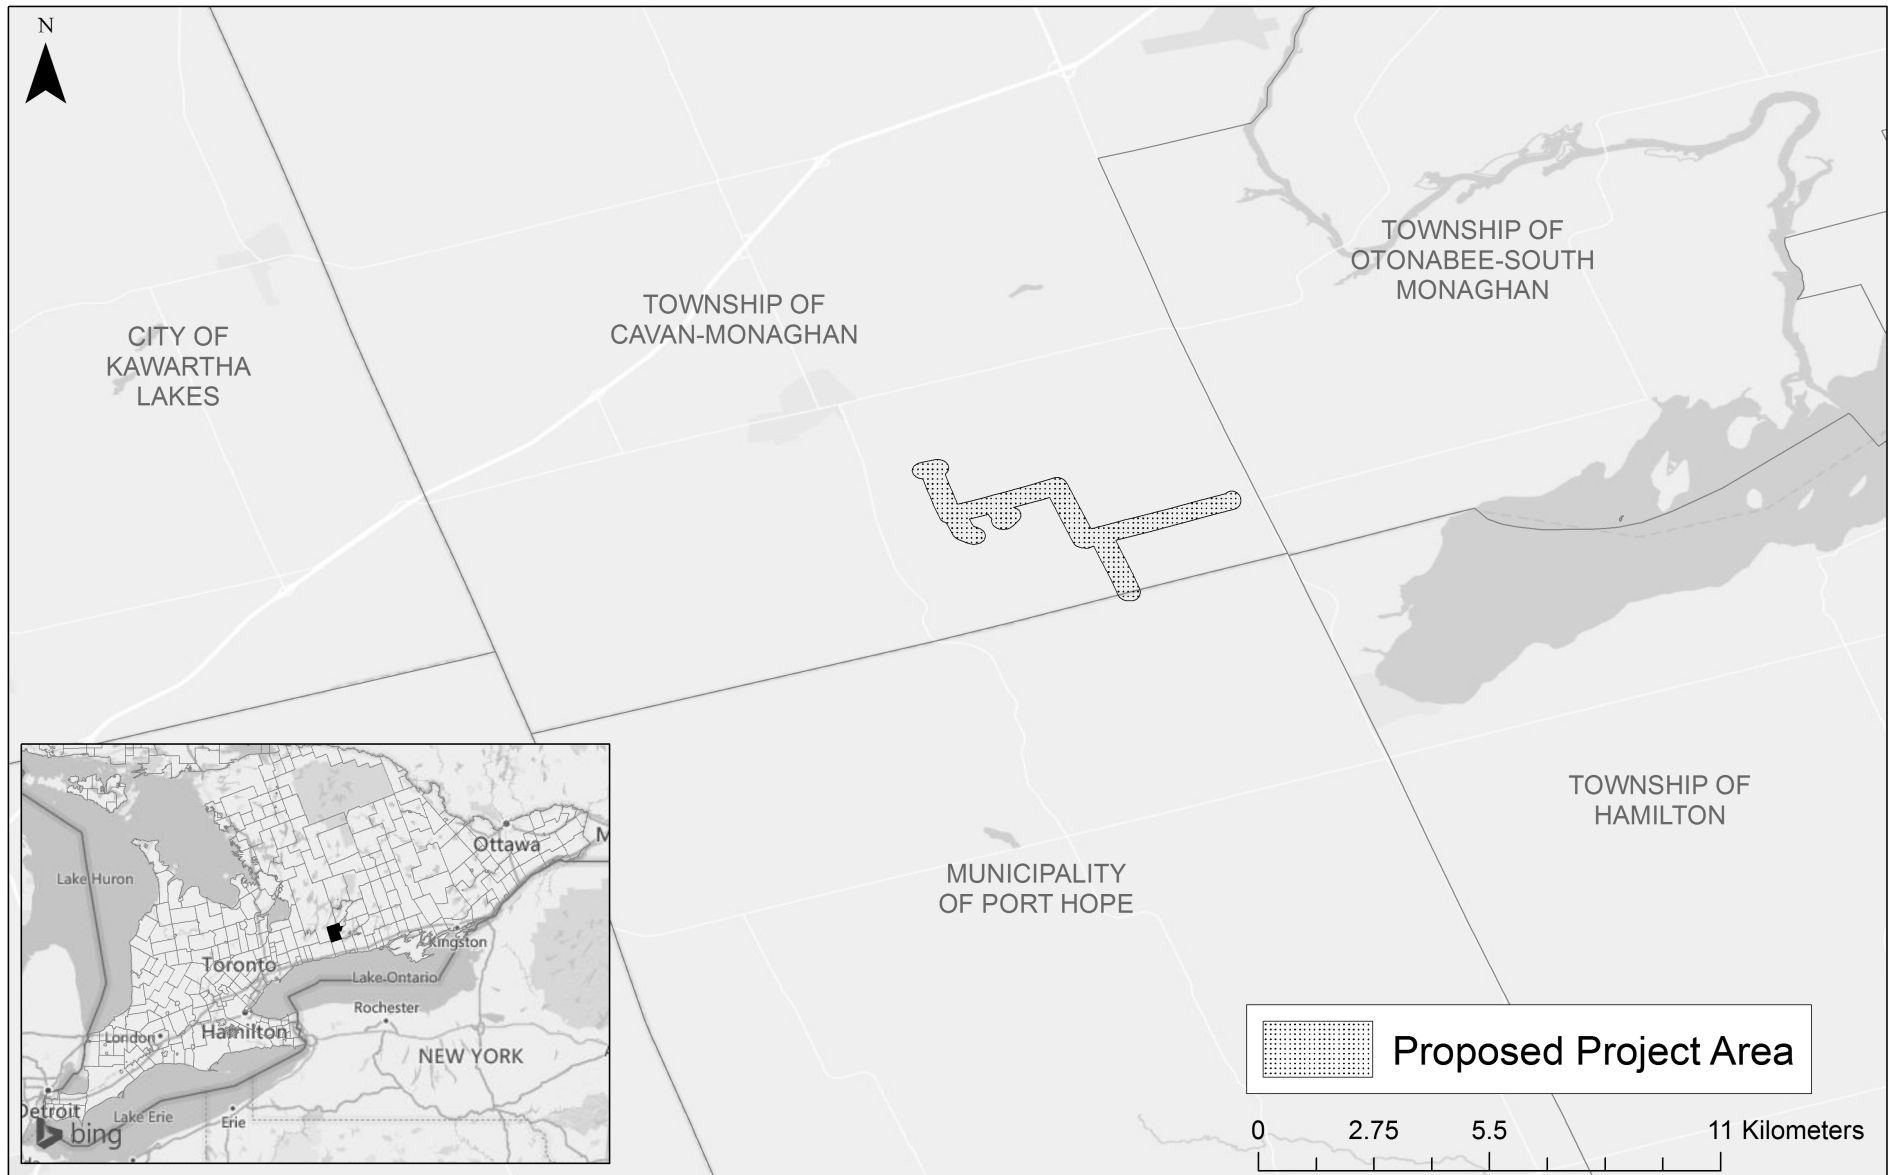 N
TOWNSHIP OF
OTONABEE-SOUTH
MONAGHAN
TOWNSHIP OF
CAVAN-MONAGHAN
CITY OF
KAWARTHA
LAKES
TOWNSHIP OF
HAMILTON
MUNICIPALITY
OF PORT HOPE
Ottawa
M
Lake Huron
Kingston
Toronto
Lake Ontario
Rochester
Hamilton
London
NEW YORK
Detroit
Lake Erie
Erie
bing
Proposed Project Area
0 2.75 5.5 11 Kilometers